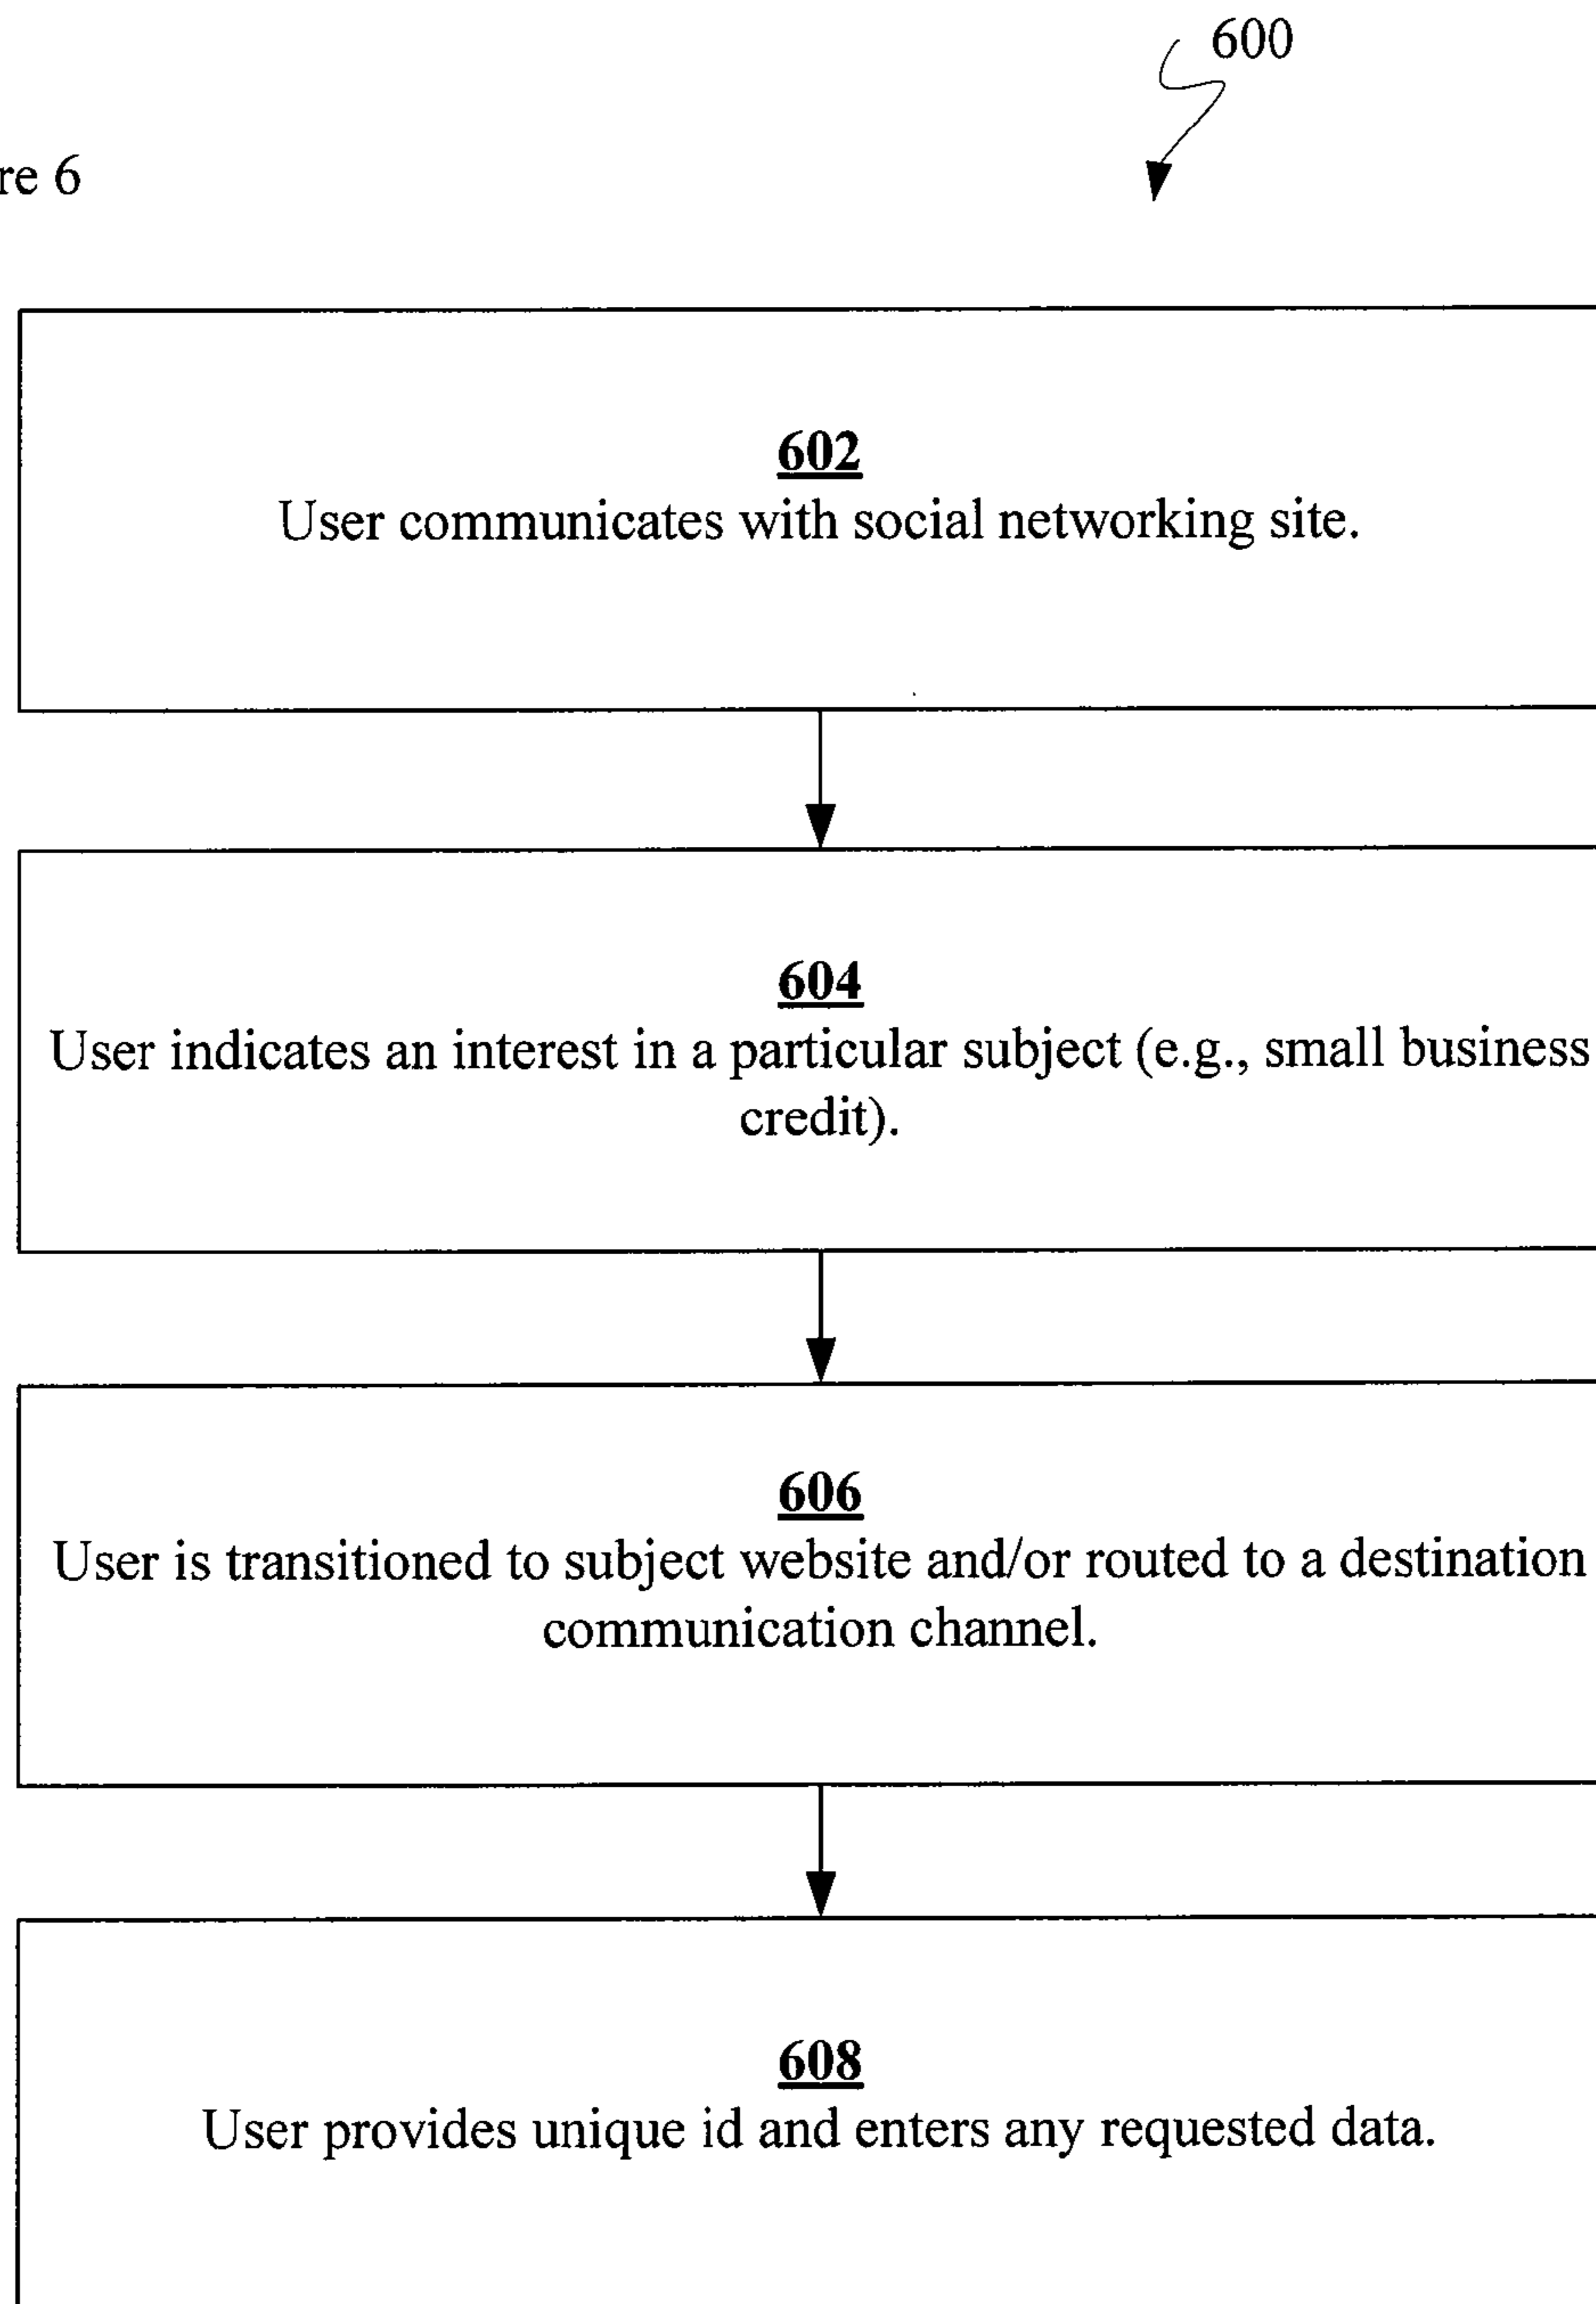 600
re 6
602
User communicates with social networking site.
604
User indicates an interest in a particular subject (e.g., small business
credit).
606
User is transitioned to subject website and/or routed to a destination
communication channel.
608
User provides unique id and enters any requested data.